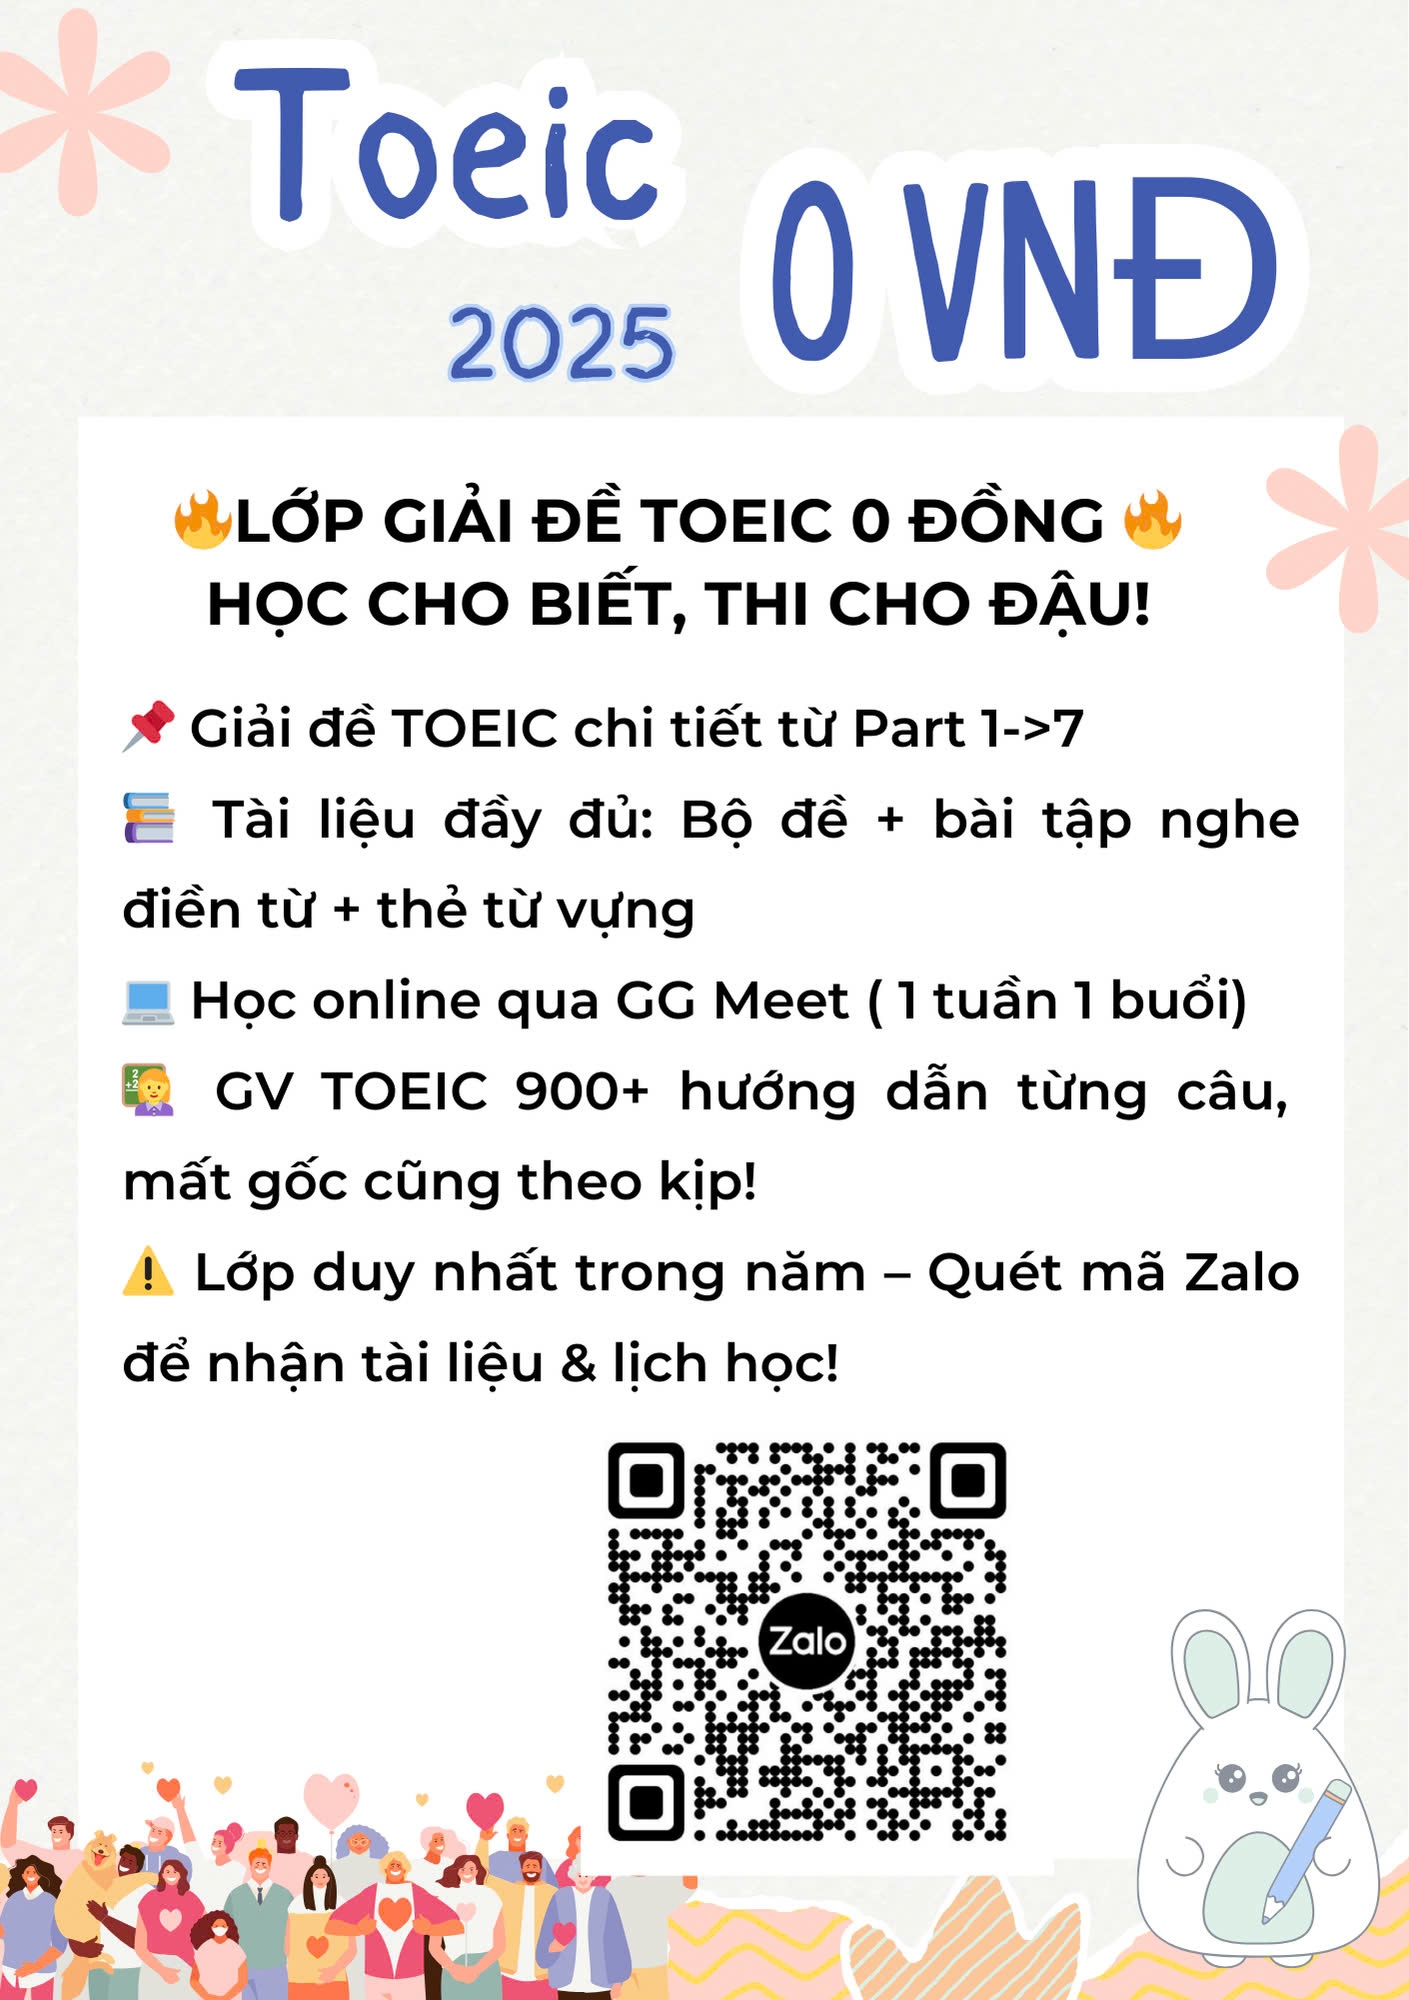 Toeic
0 VNĐ
2025
🔥LỚP GIẢI ĐỀ TOEIC 0 ĐỒNG 🔥
HỌC CHO BIẾT, THI CHO ĐẬU!
📌 Giải đề TOEIC chi tiết từ Part 1->7
📚 Tài liệu đầy đủ: Bộ đề + bài tập nghe
điền từ + thẻ từ vựng
💻 Học online qua GG Meet ( 1 tuần 1 buổi)
👩‍🏫 GV TOEIC 900+ hướng dẫn từng câu,
mất gốc cũng theo kịp!
⚠️ Lớp duy nhất trong năm – Quét mã Zalo
để nhận tài liệu & lịch học!
Zalo